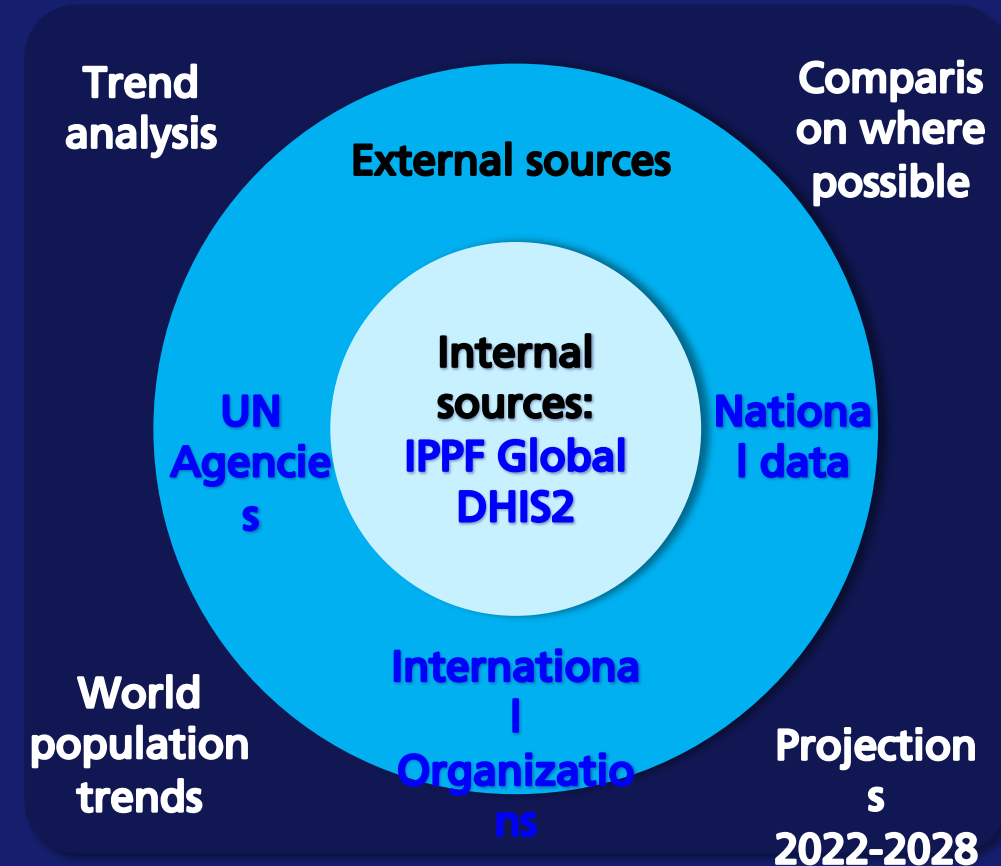 Trend
analysis
Comparis
on where
possible
External sources
Internal
sources:
IPPF Global
DHIS2
UN
Agencie
s
Nationa
l data
Internationa
l
Organizatio
ns
World
population
trends
Projection
s
2022-2028